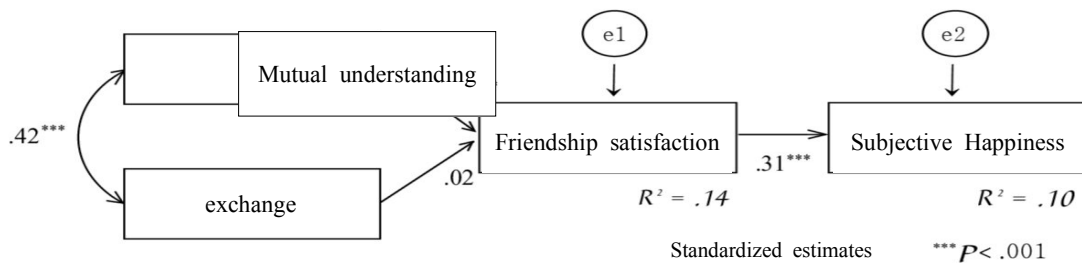 e1
e2
Mutual understanding
.42***
Friendship satisfaction
Subjective Happiness
.31***
.02
exchange
R² = .14
R² = .10
Standardized estimates
***P< .001